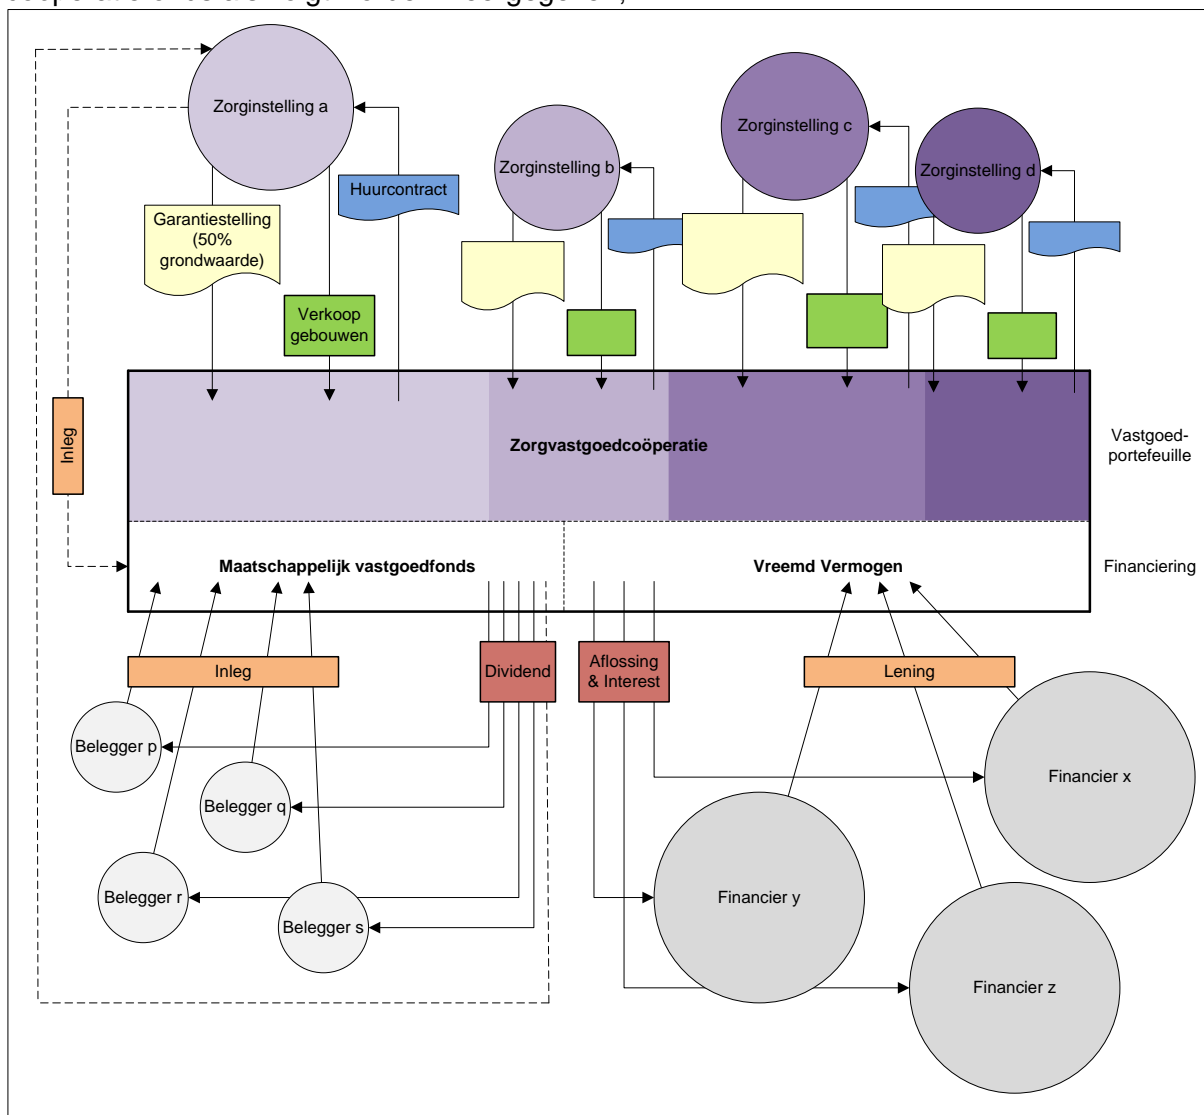 Zorginstelling a
Zorginstelling b
Zorginstelling c
Zorginstelling d
Huurcontract
Garantiestelling
(50%
grondwaarde)
Verkoop
gebouwen
Inleg
Zorgvastgoedcoöperatie
Vastgoed-
portefeuille
Maatschappelijk vastgoedfonds
Vreemd Vermogen
Financiering
Inleg
Dividend
Aflossing
& Interest
Lening
Belegger p
Belegger q
Belegger r
Belegger s
Financier x
Financier y
Financier z